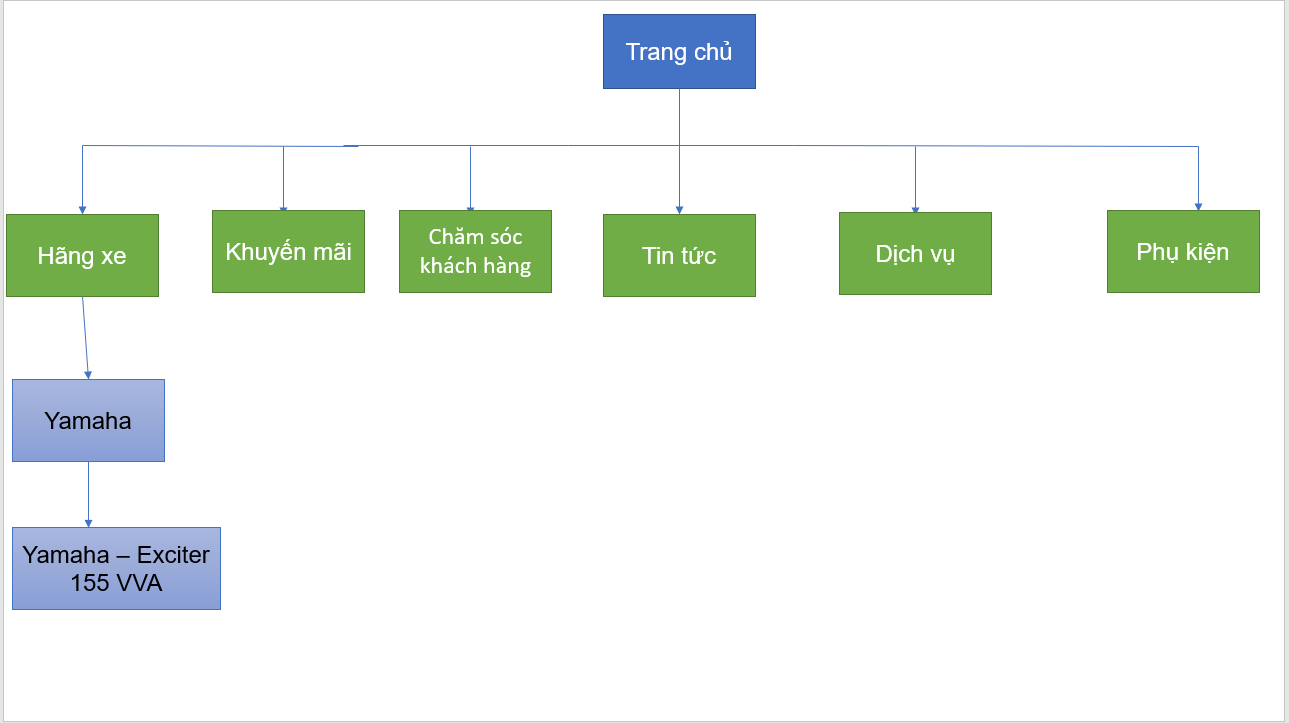 Trang chủ
Hãng xe
Khuyến mãi
Chăm sóc
khách hàng
Tin tức
Dịch vụ
Phụ kiện
Yamaha
Yamaha – Exciter
155 VVA